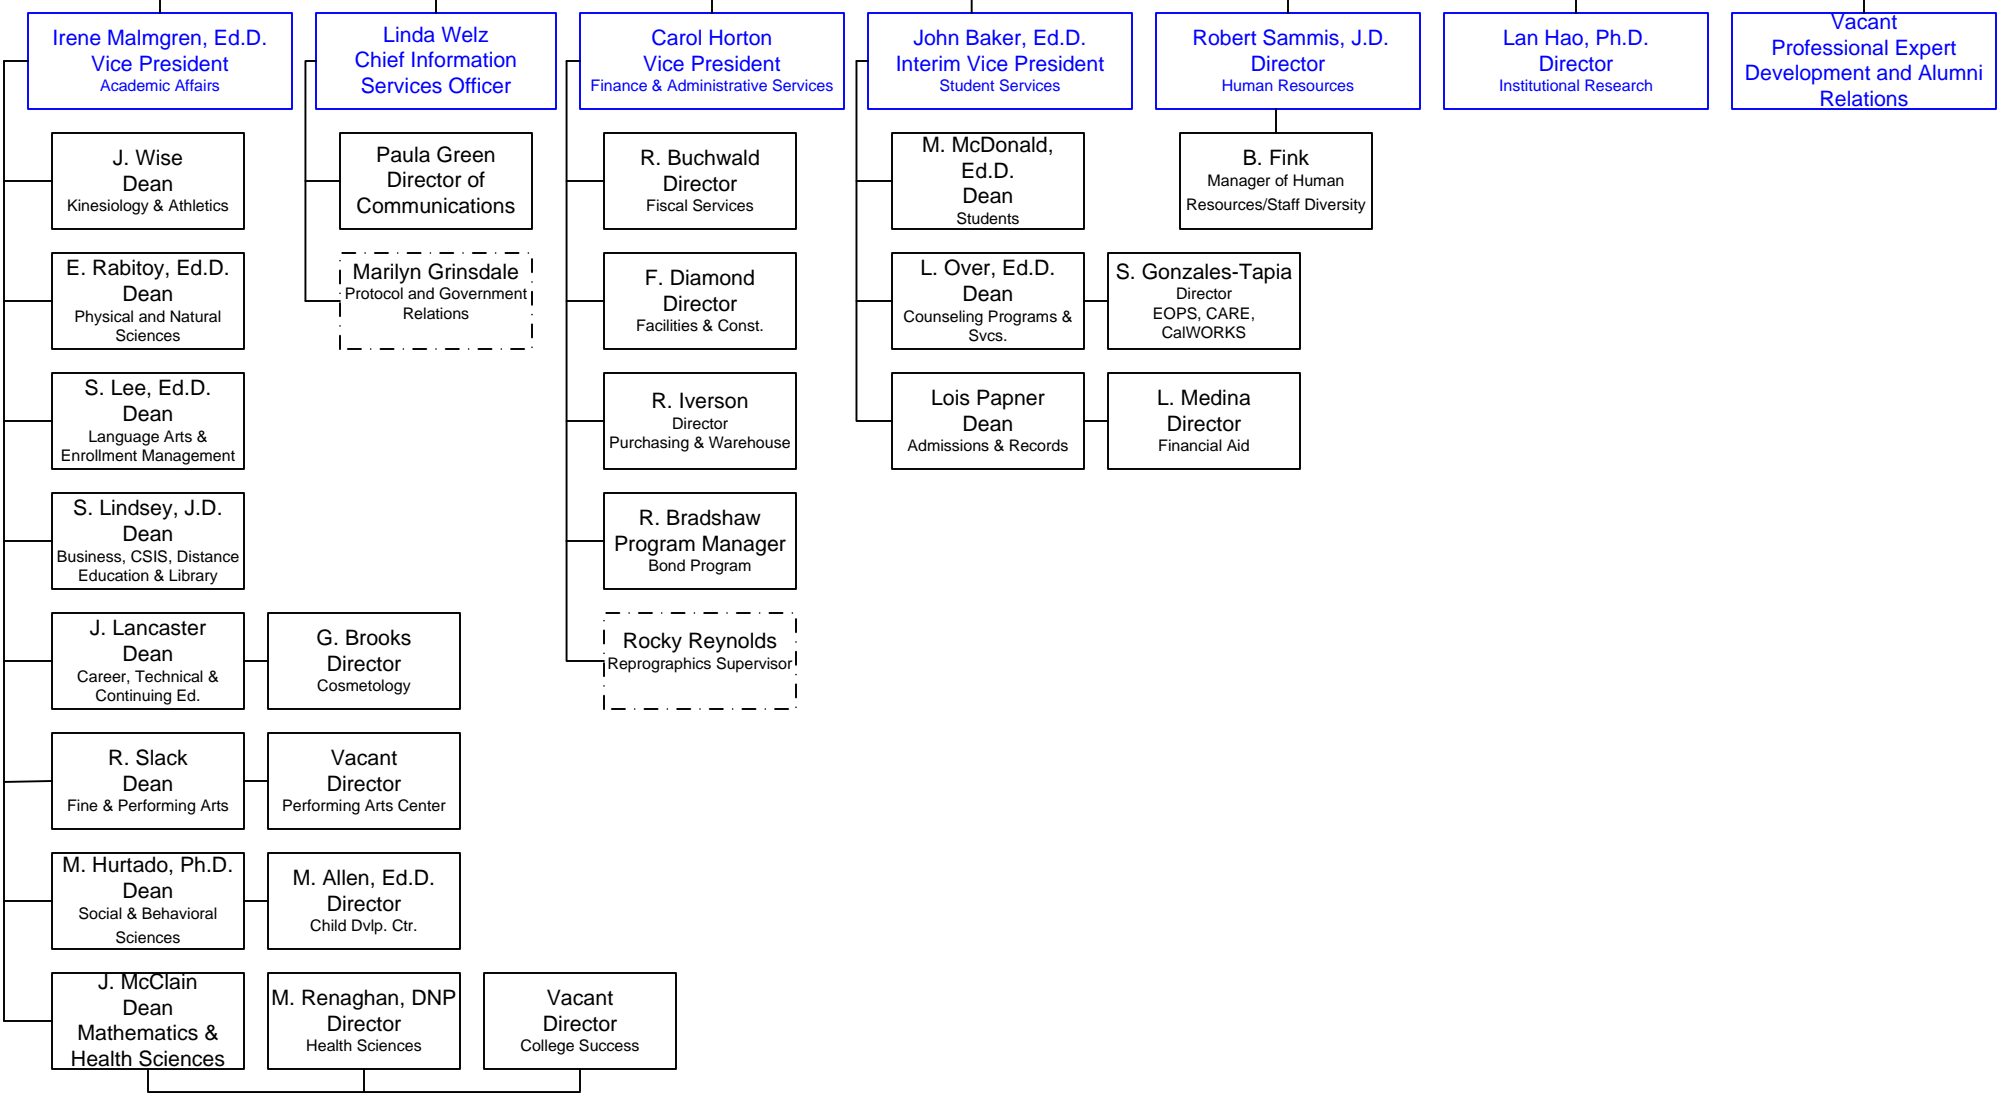 Irene Malmgren, Ed.D.
Vice President
Academic Affairs
Linda Welz
Chief Information
Services Officer
Carol Horton
Vice President
Finance & Administrative Services
John Baker, Ed.D.
Interim Vice President
Student Services
Robert Sammis, J.D.
Director
Human Resources
Lan Hao, Ph.D.
Director
Institutional Research
Vacant
Professional Expert
Development and Alumni
Relations
J. Wise
Dean
Kinesiology & Athletics
Paula Green
Director of
Communications
R. Buchwald
Director
Fiscal Services
M. McDonald,
Ed.D.
Dean
Students
B. Fink
Manager of Human
Resources/Staff Diversity
E. Rabitoy, Ed.D.
Dean
Physical and Natural
Sciences
Marilyn Grinsdale
Protocol and Government
Relations
F. Diamond
Director
Facilities & Const.
L. Over, Ed.D.
Dean
Counseling Programs &
Svcs.
S. Gonzales-Tapia
Director
EOPS, CARE,
CalWORKS
S. Lee, Ed.D.
Dean
Language Arts &
Enrollment Management
R. Iverson
Director
Purchasing & Warehouse
Lois Papner
Dean
Admissions & Records
L. Medina
Director
Financial Aid
S. Lindsey, J.D.
Dean
Business, CSIS, Distance
Education & Library
R. Bradshaw
Program Manager
Bond Program
J. Lancaster
Dean
Career, Technical &
Continuing Ed.
G. Brooks
Director
Cosmetology
Rocky Reynolds
Reprographics Supervisor
R. Slack
Dean
Fine & Performing Arts
Vacant
Director
Performing Arts Center
M. Hurtado, Ph.D.
Dean
Social & Behavioral
Sciences
M. Allen, Ed.D.
Director
Child Dvlp. Ctr.
J. McClain
Dean
Mathematics &
Health Sciences
M. Renaghan, DNP
Director
Health Sciences
Vacant
Director
College Success